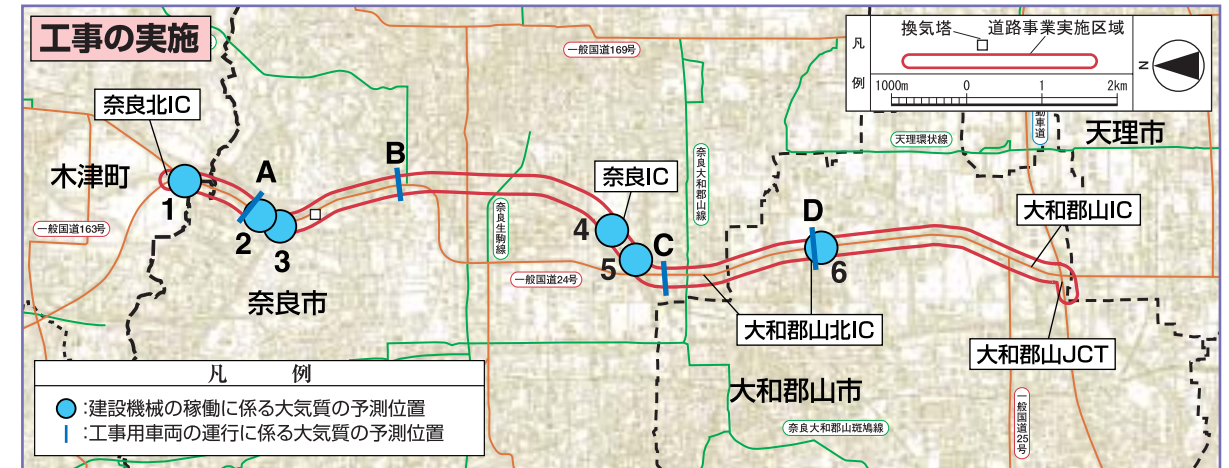 工事の実施
一般国道169号
凡例
換気塔
道路事業実施区域
1000m 0 1 2km
N
動車道
天理市
天理環状線
奈良北IC
木津町
1
一般国道163号
A
2
3
B
奈良市
奈良生駒線
一般国道24号
奈良IC
4
5
C
奈良大和郡山線
D
6
大和郡山IC
大和郡山北IC
大和郡山JCT
大和郡山市
一般国道25号
奈良大和郡山斑鳩線
凡 例
:建設機械の稼働に係る大気質の予測位置
:工事用車両の運行に係る大気質の予測位置